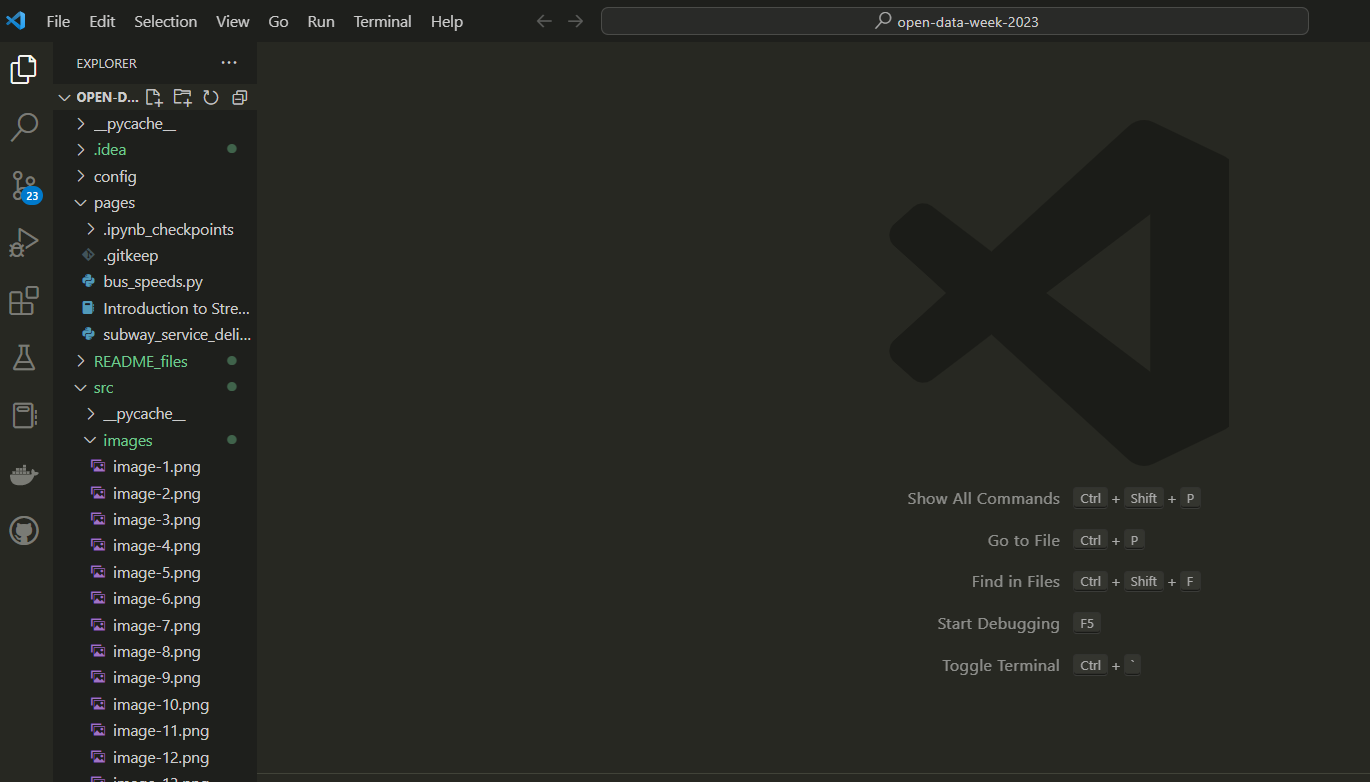 File Edit Selection View Go Run Terminal Help
open-data-week-2023
EXPLORER
OPEN-D...
__pycache__
.idea
config
pages
.ipynb_checkpoints
.gitkeep
bus_speeds.py
Introduction to Stre...
subway_service_deli...
README_files
src
__pycache__
images
image-1.png
image-2.png
image-3.png
image-4.png
image-5.png
image-6.png
image-7.png
image-8.png
image-9.png
image-10.png
image-11.png
image-12.png
23
Show All Commands Ctrl + Shift + P
Go to File Ctrl + P
Find in Files Ctrl + Shift + F
Start Debugging F5
Toggle Terminal Ctrl + `